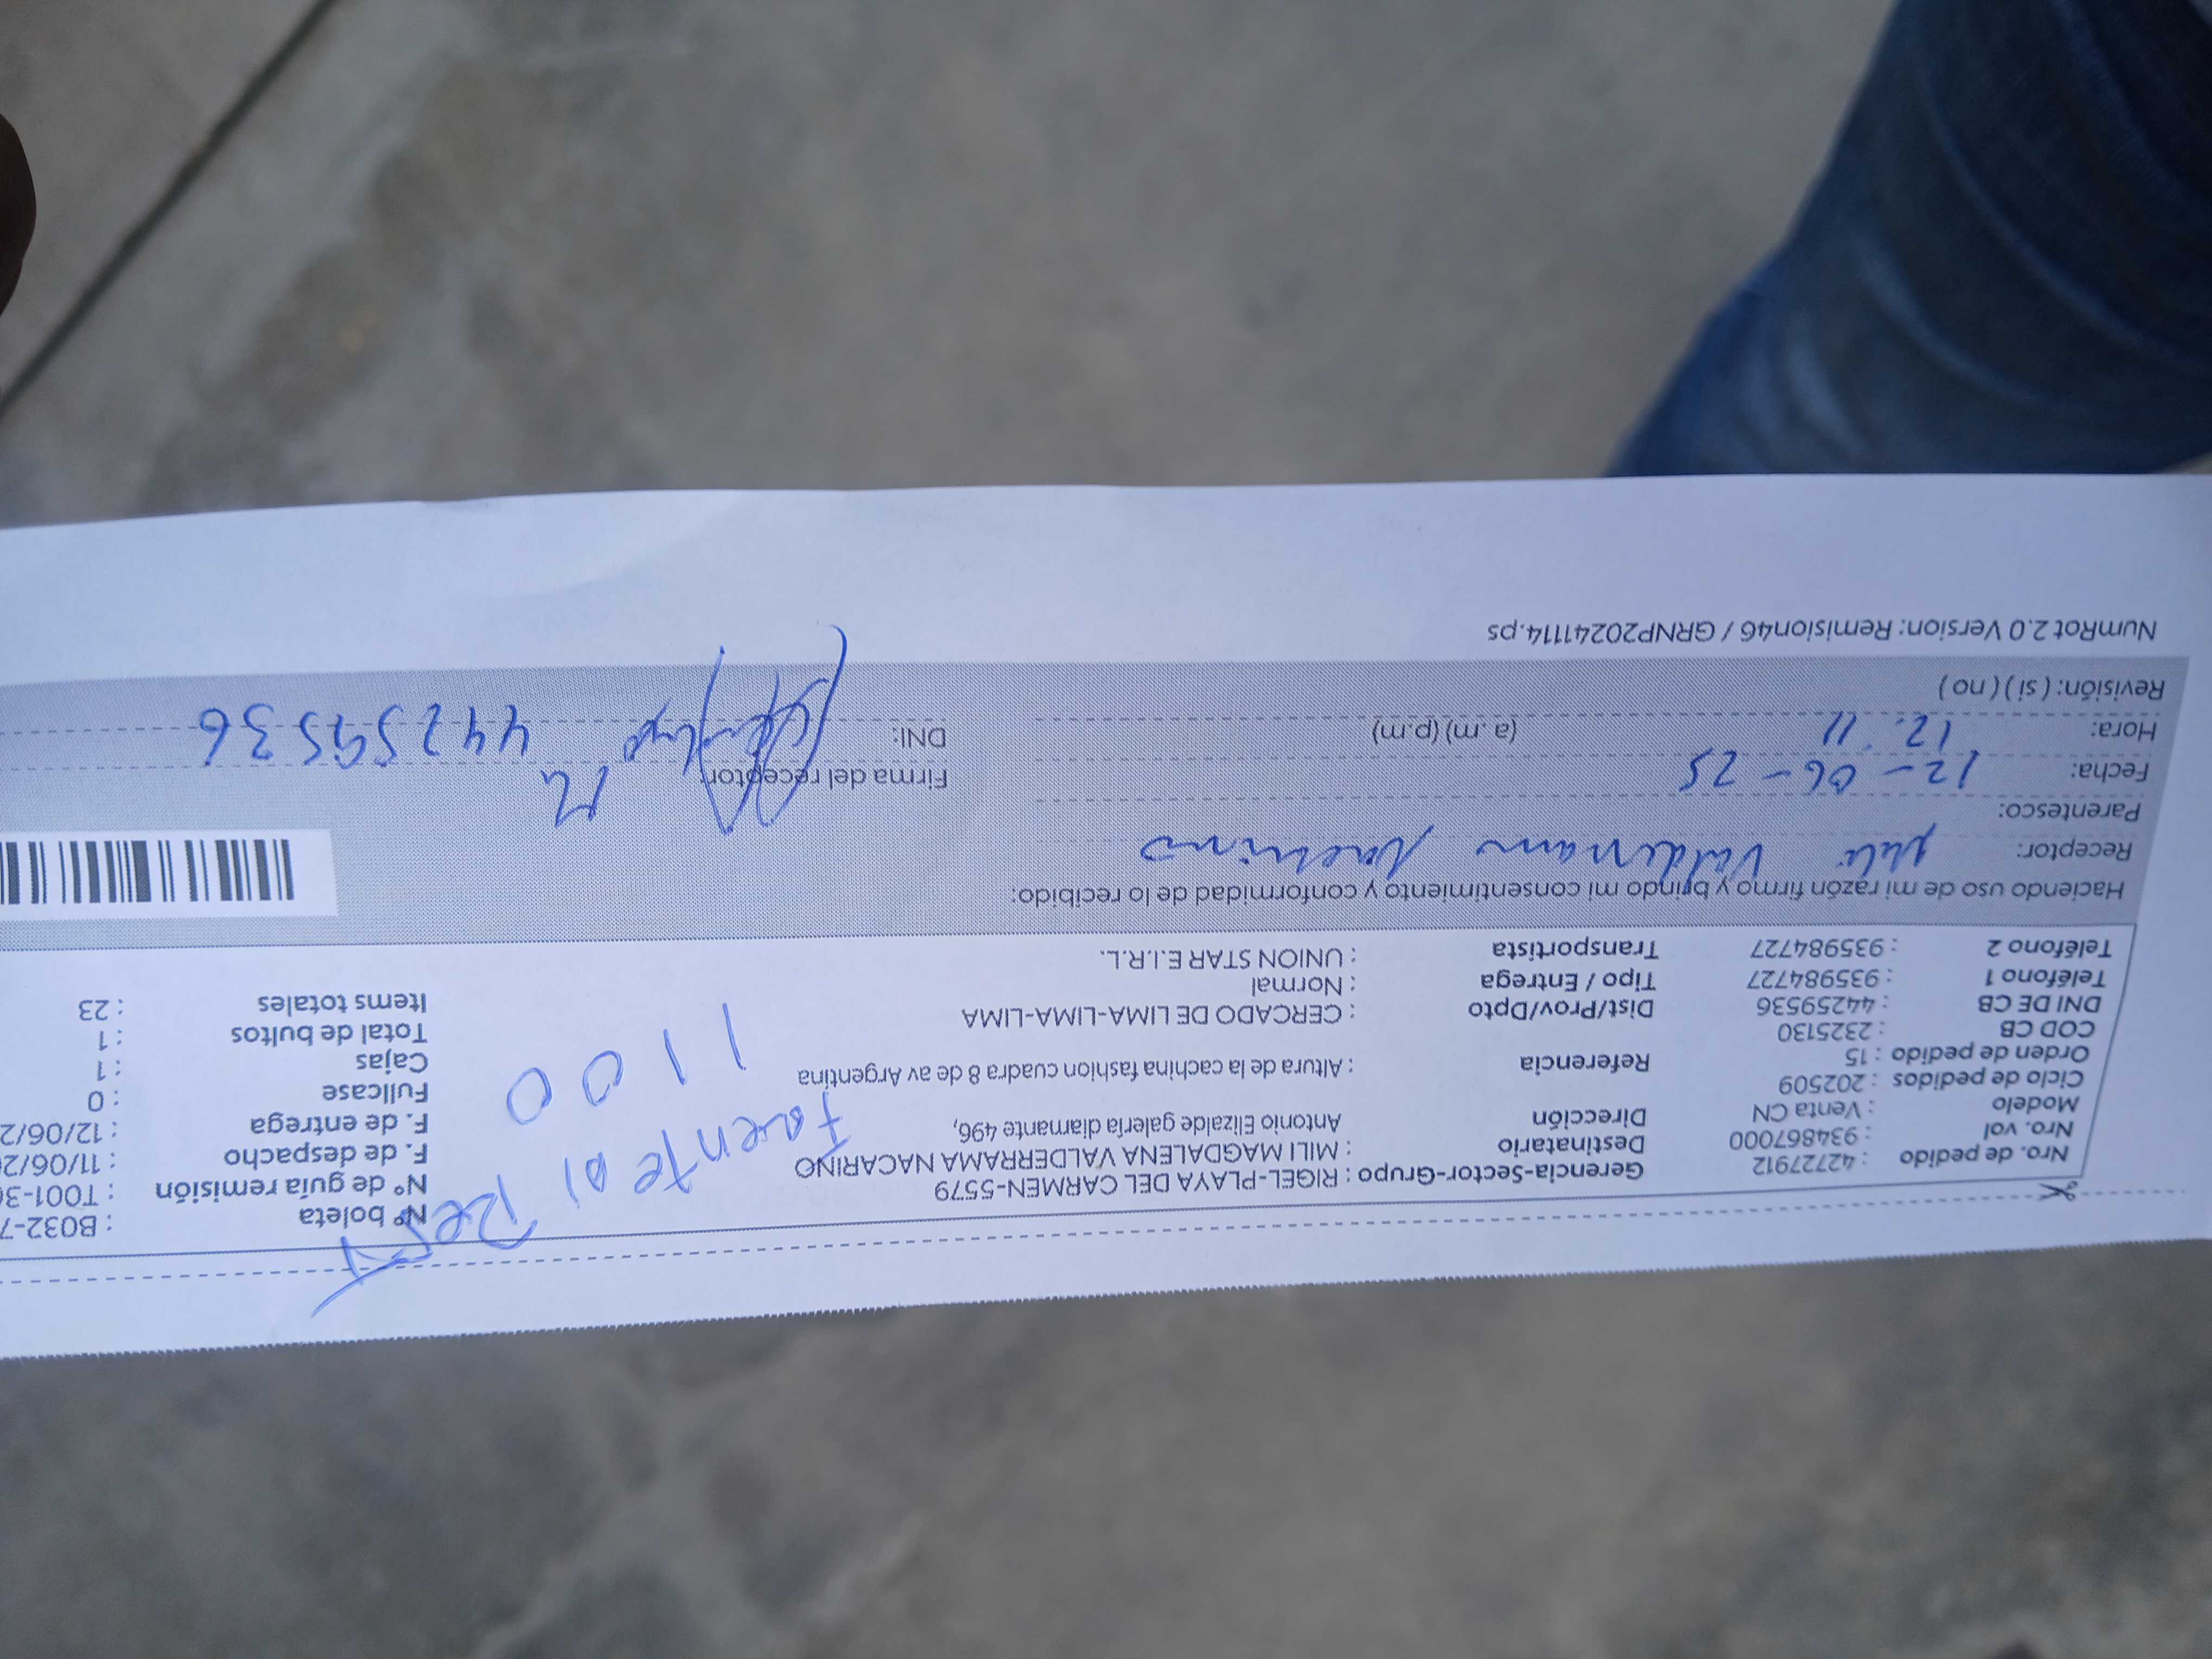 Nro. de pedido : 42727912
Nro. vol : 934867000
Modelo : Venta CN
Ciclo de pedidos : 202509
Orden de pedido : 15
COD CB : 2325130
DNI DE CB : 44259536
Teléfono 1 : 935984727
Teléfono 2 : 935984727
Gerencia-Sector-Grupo : RIGEL-PLAYA DEL CARMEN-5579
Destinatario : MILI MAGDALENA VALDERRAMA NACARINO
Dirección Antonio Elizalde galería diamante 496,
Referencia : Altura de la cachina fashion cuadra 8 de av Argentina
Dist/Prov/Dpto : CERCADO DE LIMA-LIMA-LIMA
Tipo / Entrega : Normal
Transportista : UNION STAR E.I.R.L.
Nº boleta : B032-7
Nº de guía remisión : T001-3
F. de despacho : 11/06/2
F. de entrega : 12/06/2
Fullcase : 0
Cajas : 1
Total de bultos : 1
Items totales : 23
Frente al
1100
Haciendo uso de mi razón firmo y brindo mi consentimiento y conformidad de lo recibido:
Receptor:
Parentesco:
Fecha: 12-06-25
Hora: 12:11 (a.m) (p.m)
Revisión: ( si ) ( no )
Firma del receptor:
DNI: 44259536
NumRot 2.0 Version: Remision46 / GRNP20241114.ps